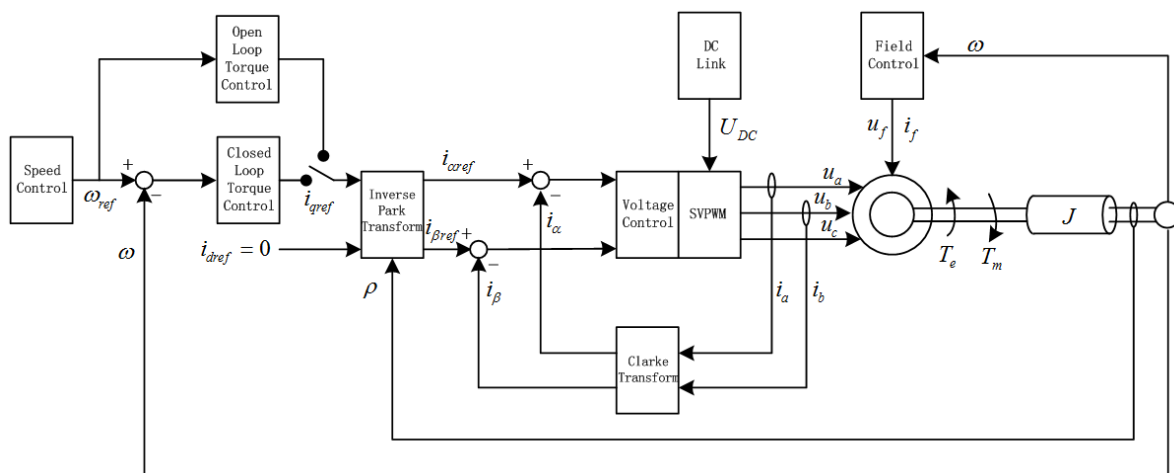 Open
Loop
Torque
Control
DC
Link
Field
Control
ω
U_DC
u_f
i_f
Speed
Control
ω_ref
+
−
Closed
Loop
Torque
Control
i_qref
Inverse
Park
Transform
i_αref
+
−
i_βref
+
−
i_α
i_β
Voltage
Control
SVPWM
u_a
u_b
u_c
T_e
T_m
J
ω
i_dref = 0
ρ
i_a
i_b
Clarke
Transform